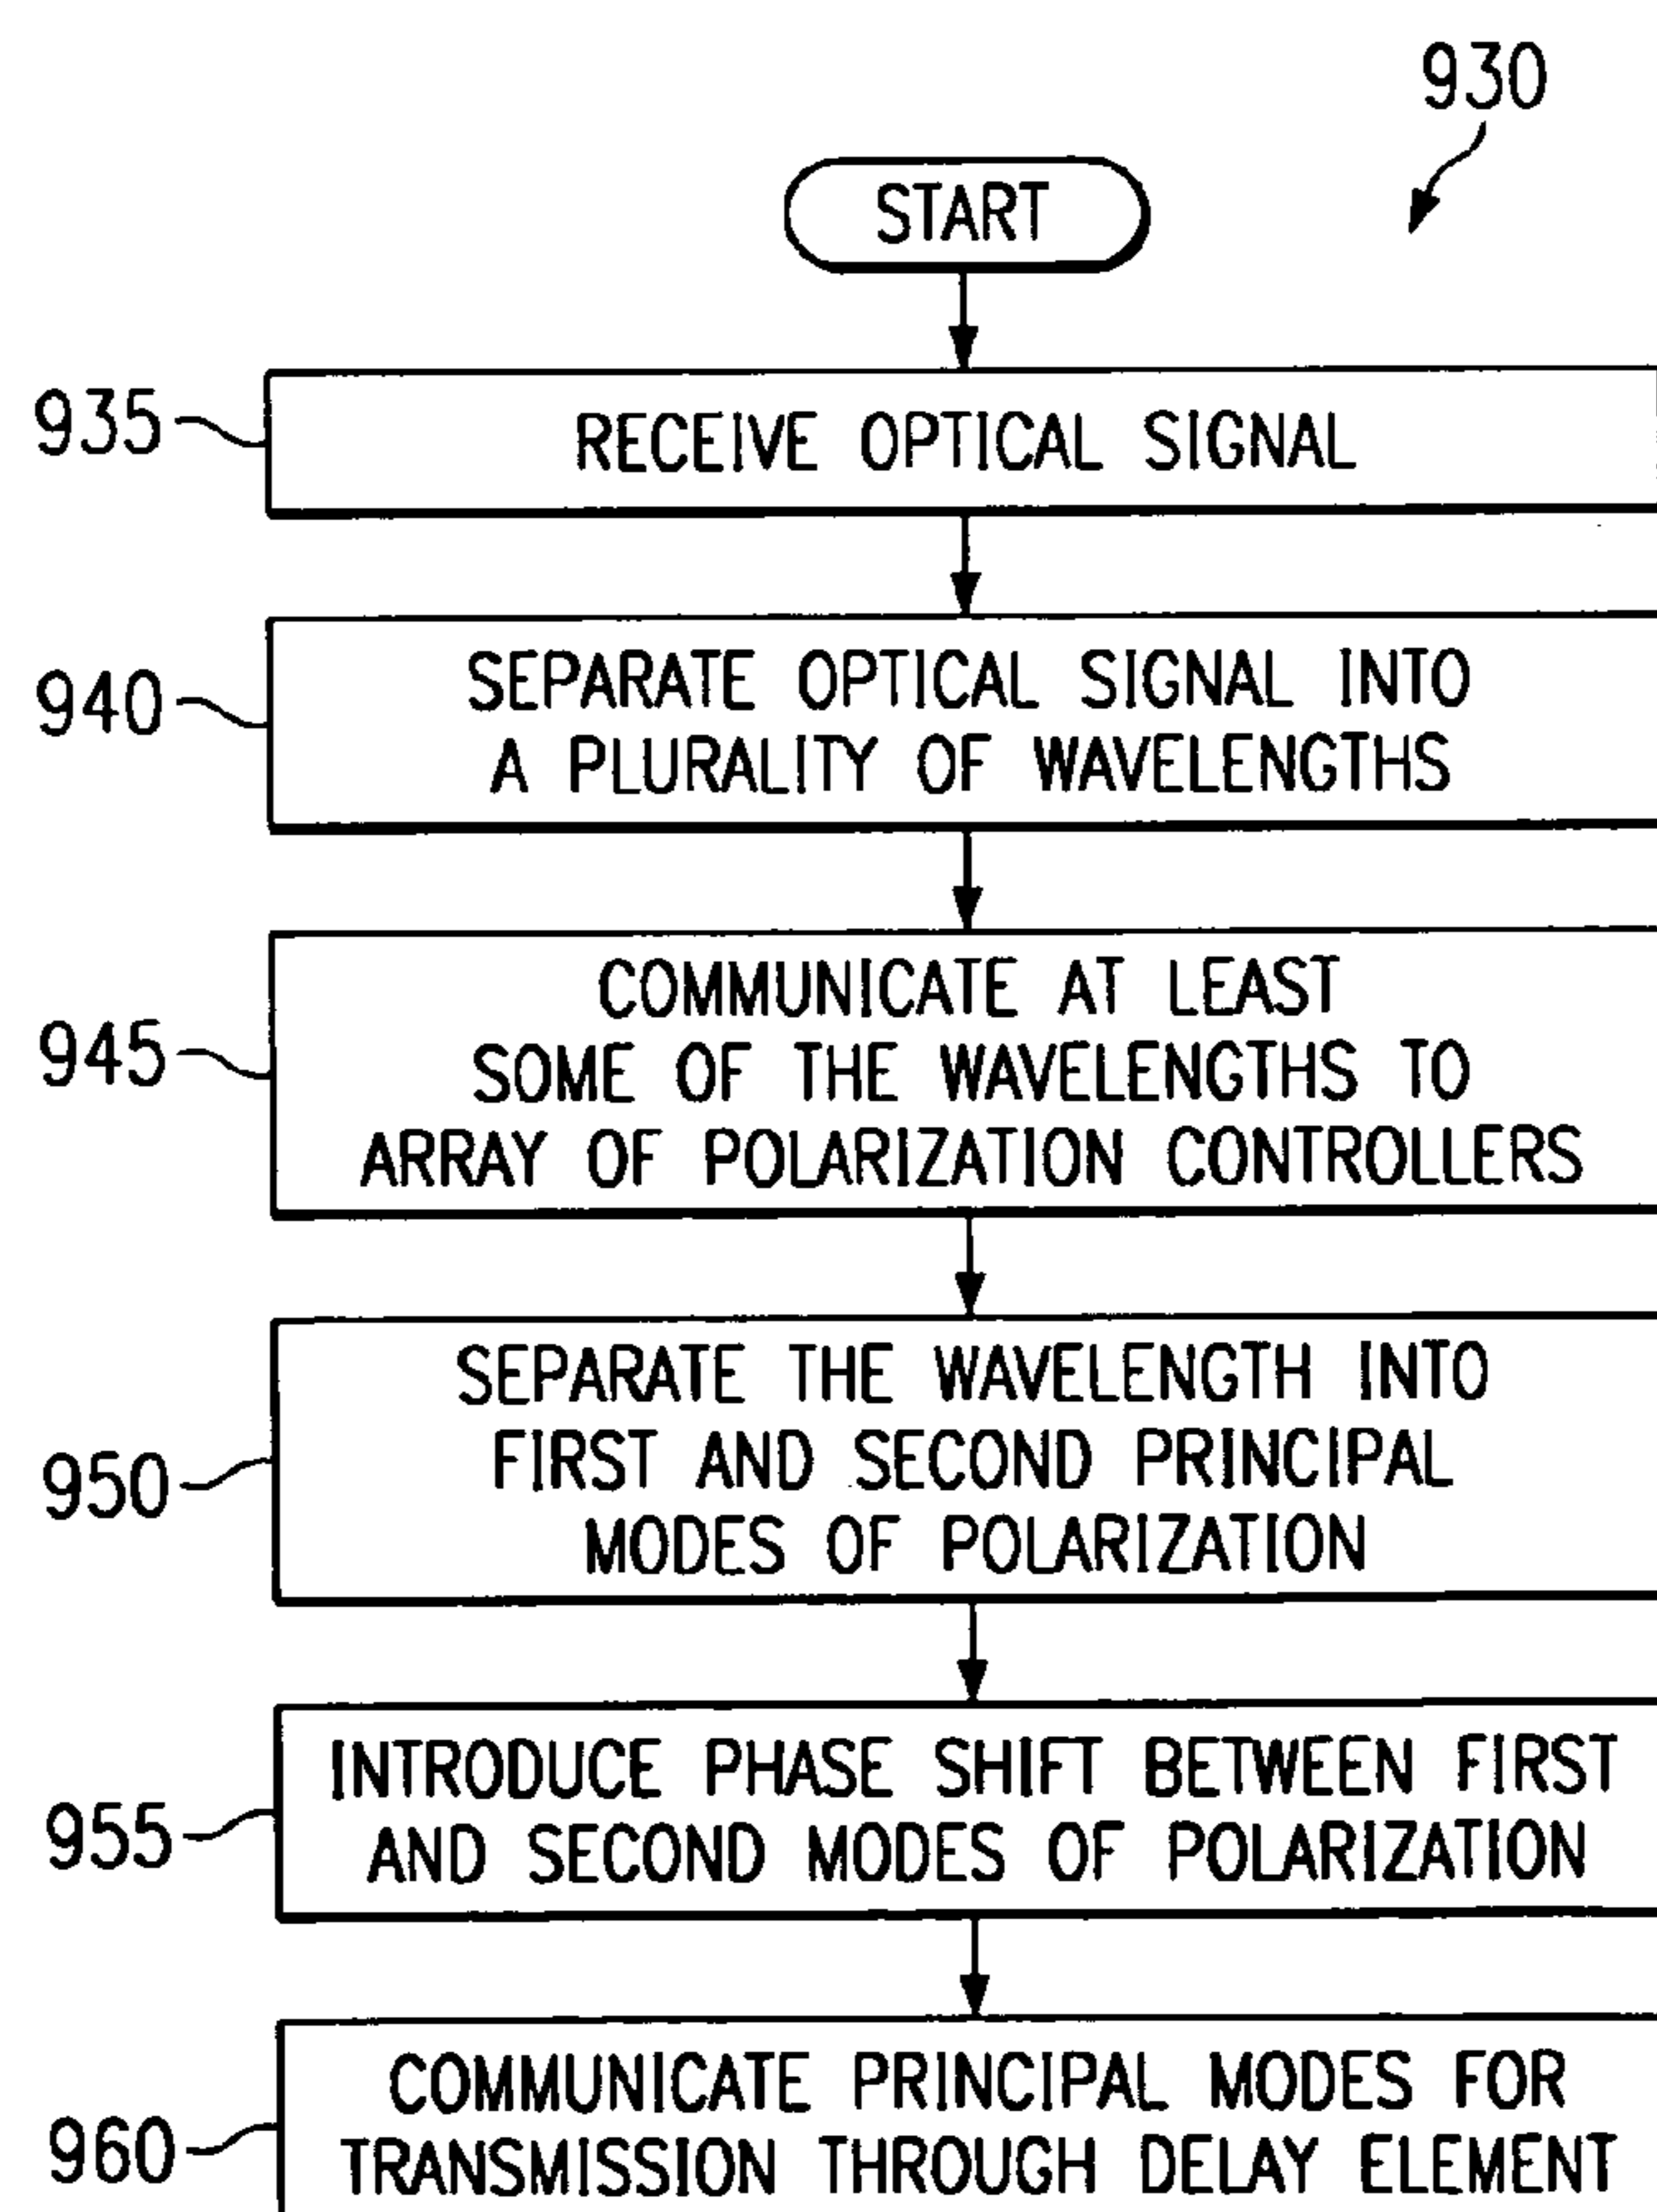 930
START
935
RECEIVE OPTICAL SIGNAL
940
SEPARATE OPTICAL SIGNAL INTO
A PLURALITY OF WAVELENGTHS
945
COMMUNICATE AT LEAST
SOME OF THE WAVELENGTHS TO
ARRAY OF POLARIZATION CONTROLLERS
950
SEPARATE THE WAVELENGTH INTO
FIRST AND SECOND PRINCIPAL
MODES OF POLARIZATION
955
INTRODUCE PHASE SHIFT BETWEEN FIRST
AND SECOND MODES OF POLARIZATION
960
COMMUNICATE PRINCIPAL MODES FOR
TRANSMISSION THROUGH DELAY ELEMENT